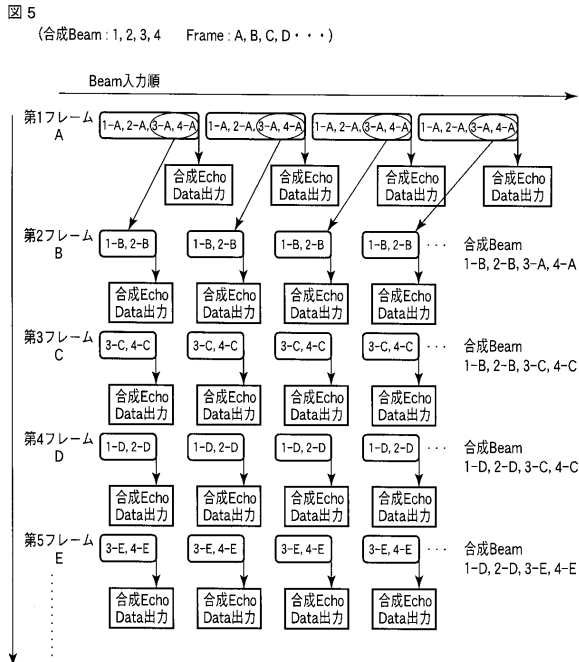 図 5
(合成Beam : 1, 2, 3, 4 Frame : A, B, C, D・・・)
Beam入力順
第1フレーム
A
1-A, 2-A, 3-A, 4-A 1-A, 2-A, 3-A, 4-A 1-A, 2-A, 3-A, 4-A 1-A, 2-A, 3-A, 4-A
合成Echo 合成Echo 合成Echo 合成Echo
Data出力 Data出力 Data出力 Data出力
第2フレーム
B
1-B, 2-B 1-B, 2-B 1-B, 2-B 1-B, 2-B ・・・ 合成Beam
1-B, 2-B, 3-A, 4-A
合成Echo 合成Echo 合成Echo 合成Echo
Data出力 Data出力 Data出力 Data出力
第3フレーム
C
3-C, 4-C 3-C, 4-C 3-C, 4-C 3-C, 4-C ・・・ 合成Beam
1-B, 2-B, 3-C, 4-C
合成Echo 合成Echo 合成Echo 合成Echo
Data出力 Data出力 Data出力 Data出力
第4フレーム
D
1-D, 2-D 1-D, 2-D 1-D, 2-D 1-D, 2-D ・・・ 合成Beam
1-D, 2-D, 3-C, 4-C
合成Echo 合成Echo 合成Echo 合成Echo
Data出力 Data出力 Data出力 Data出力
第5フレーム
E
3-E, 4-E 3-E, 4-E 3-E, 4-E 3-E, 4-E ・・・ 合成Beam
1-D, 2-D, 3-E, 4-E
合成Echo 合成Echo 合成Echo 合成Echo
Data出力 Data出力 Data出力 Data出力